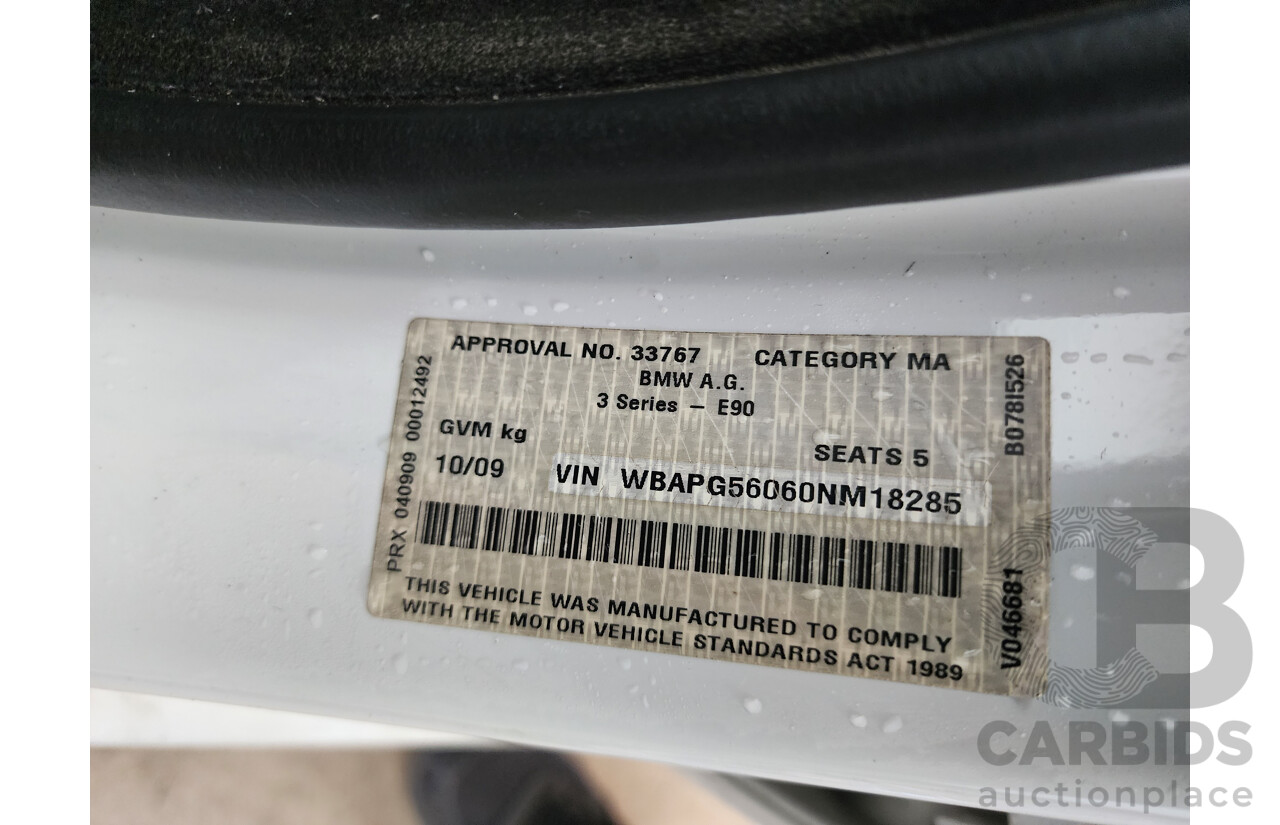 APPROVAL NO. 33767 CATEGORY MA
BMW A.G.
3 Series – E90
GVM kg
SEATS 5
10/09 VIN WBAPG56060NM18285
THIS VEHICLE WAS MANUFACTURED TO COMPLY
WITH THE MOTOR VEHICLE STANDARDS ACT 1989
PRX 040909 00012492
B078I526
V046681
B
CARBIDS
auctionplace